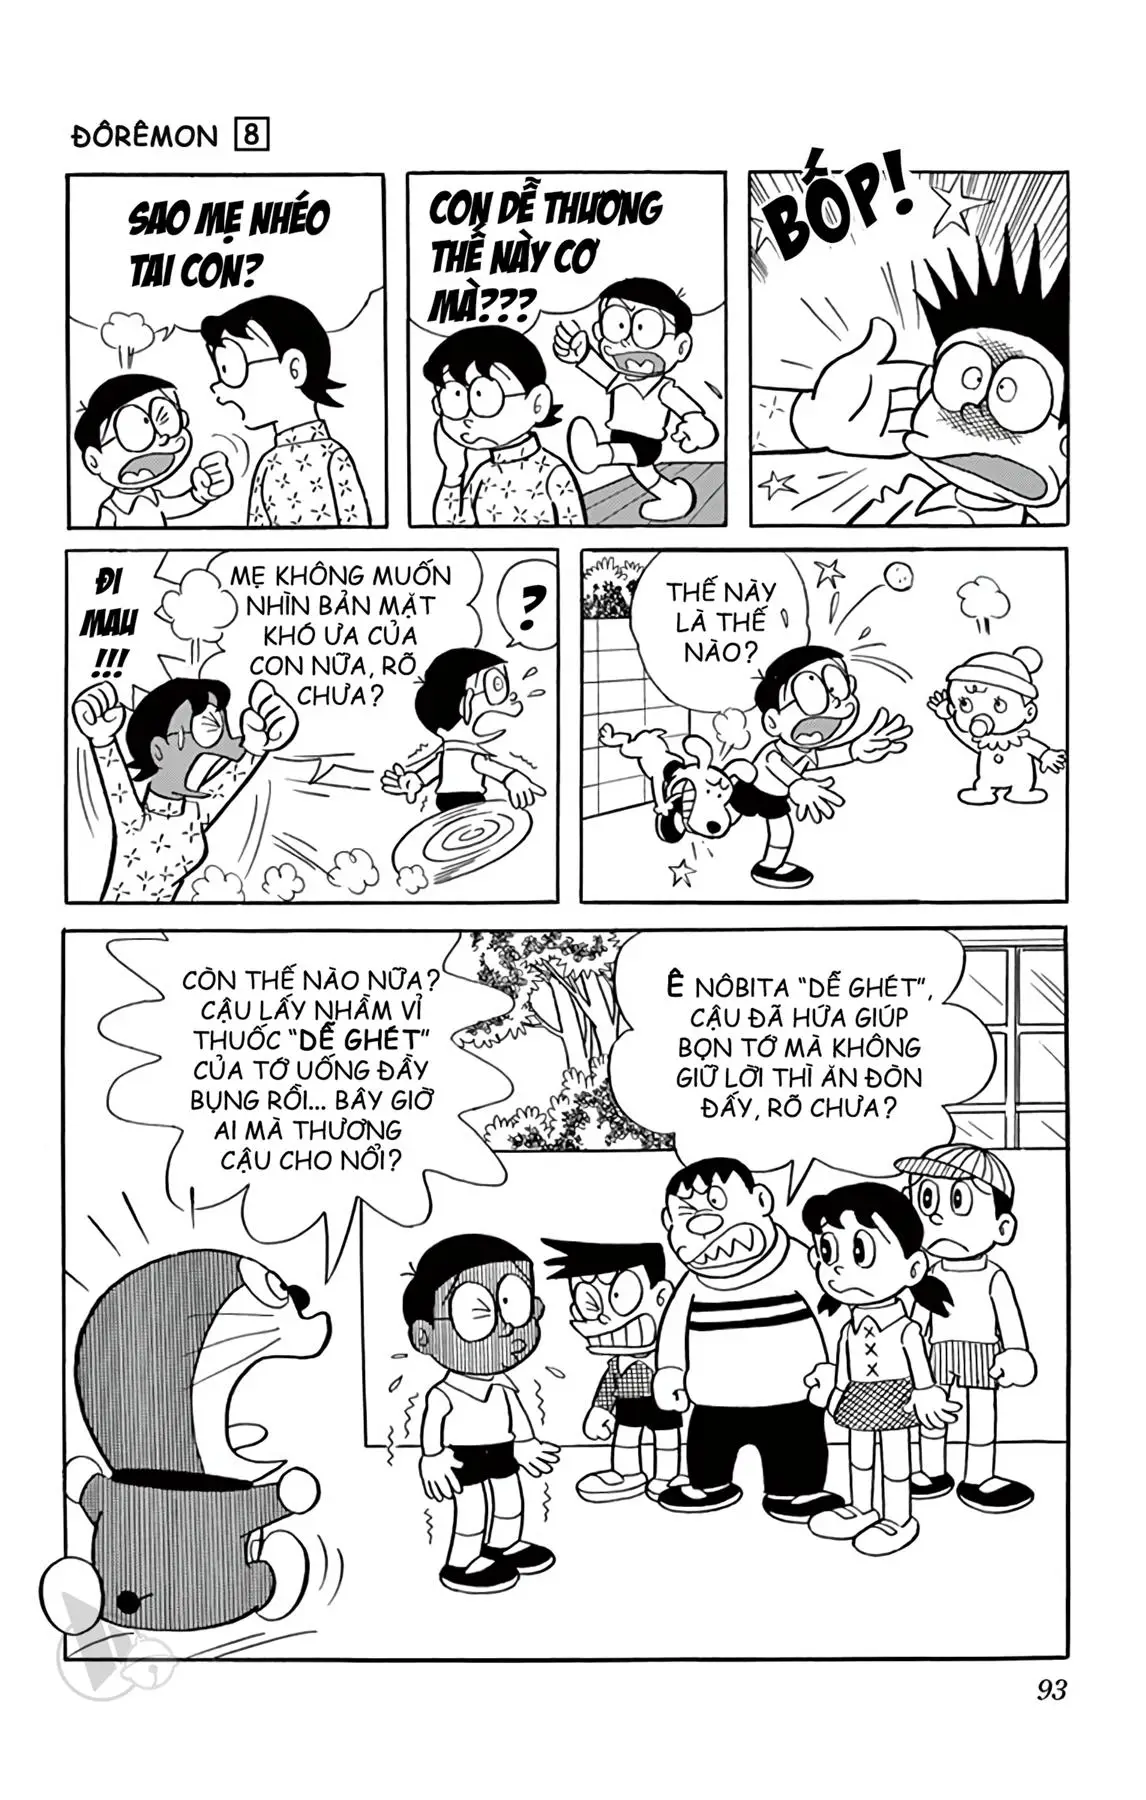 ĐÔRÊMON 8
SAO MẸ NHÉO
TAI CON?
CON DỄ THƯƠNG
THẾ NÀY CƠ
MÀ???
BỐP!
ĐI
MAU
!!!
MẸ KHÔNG MUỐN
NHÌN BẢN MẶT
KHÓ ƯA CỦA
CON NỮA, RÕ
CHƯA?
?
THẾ NÀY
LÀ THẾ
NÀO?
CÒN THẾ NÀO NỮA?
CẬU LẤY NHẦM VỈ
THUỐC “DỄ GHÉT”
CỦA TỚ UỐNG ĐẦY
BỤNG RỒI... BÂY GIỜ
AI MÀ THƯƠNG
CẬU CHO NỔI?
Ê NÔBITA “DỄ GHÉT”,
CẬU ĐÃ HỨA GIÚP
BỌN TỚ MÀ KHÔNG
GIỮ LỜI THÌ ĂN ĐÒN
ĐẤY, RÕ CHƯA?
93